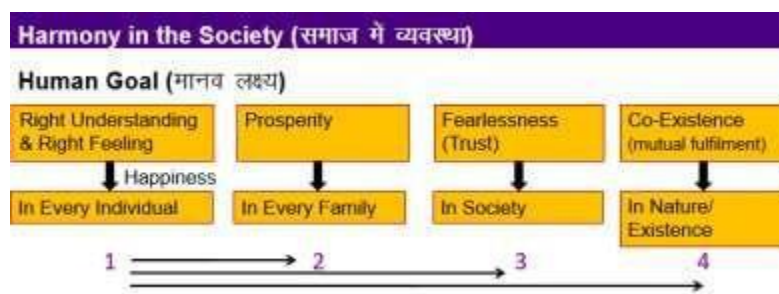 Harmony in the Society (समाज में व्यवस्था)
Human Goal (मानव लक्ष्य)
Right Understanding
& Right Feeling
Prosperity
Fearlessness
(Trust)
Co-Existence
(mutual fulfilment)
Happiness
In Every Individual
In Every Family
In Society
In Nature/
Existence
1
2
3
4